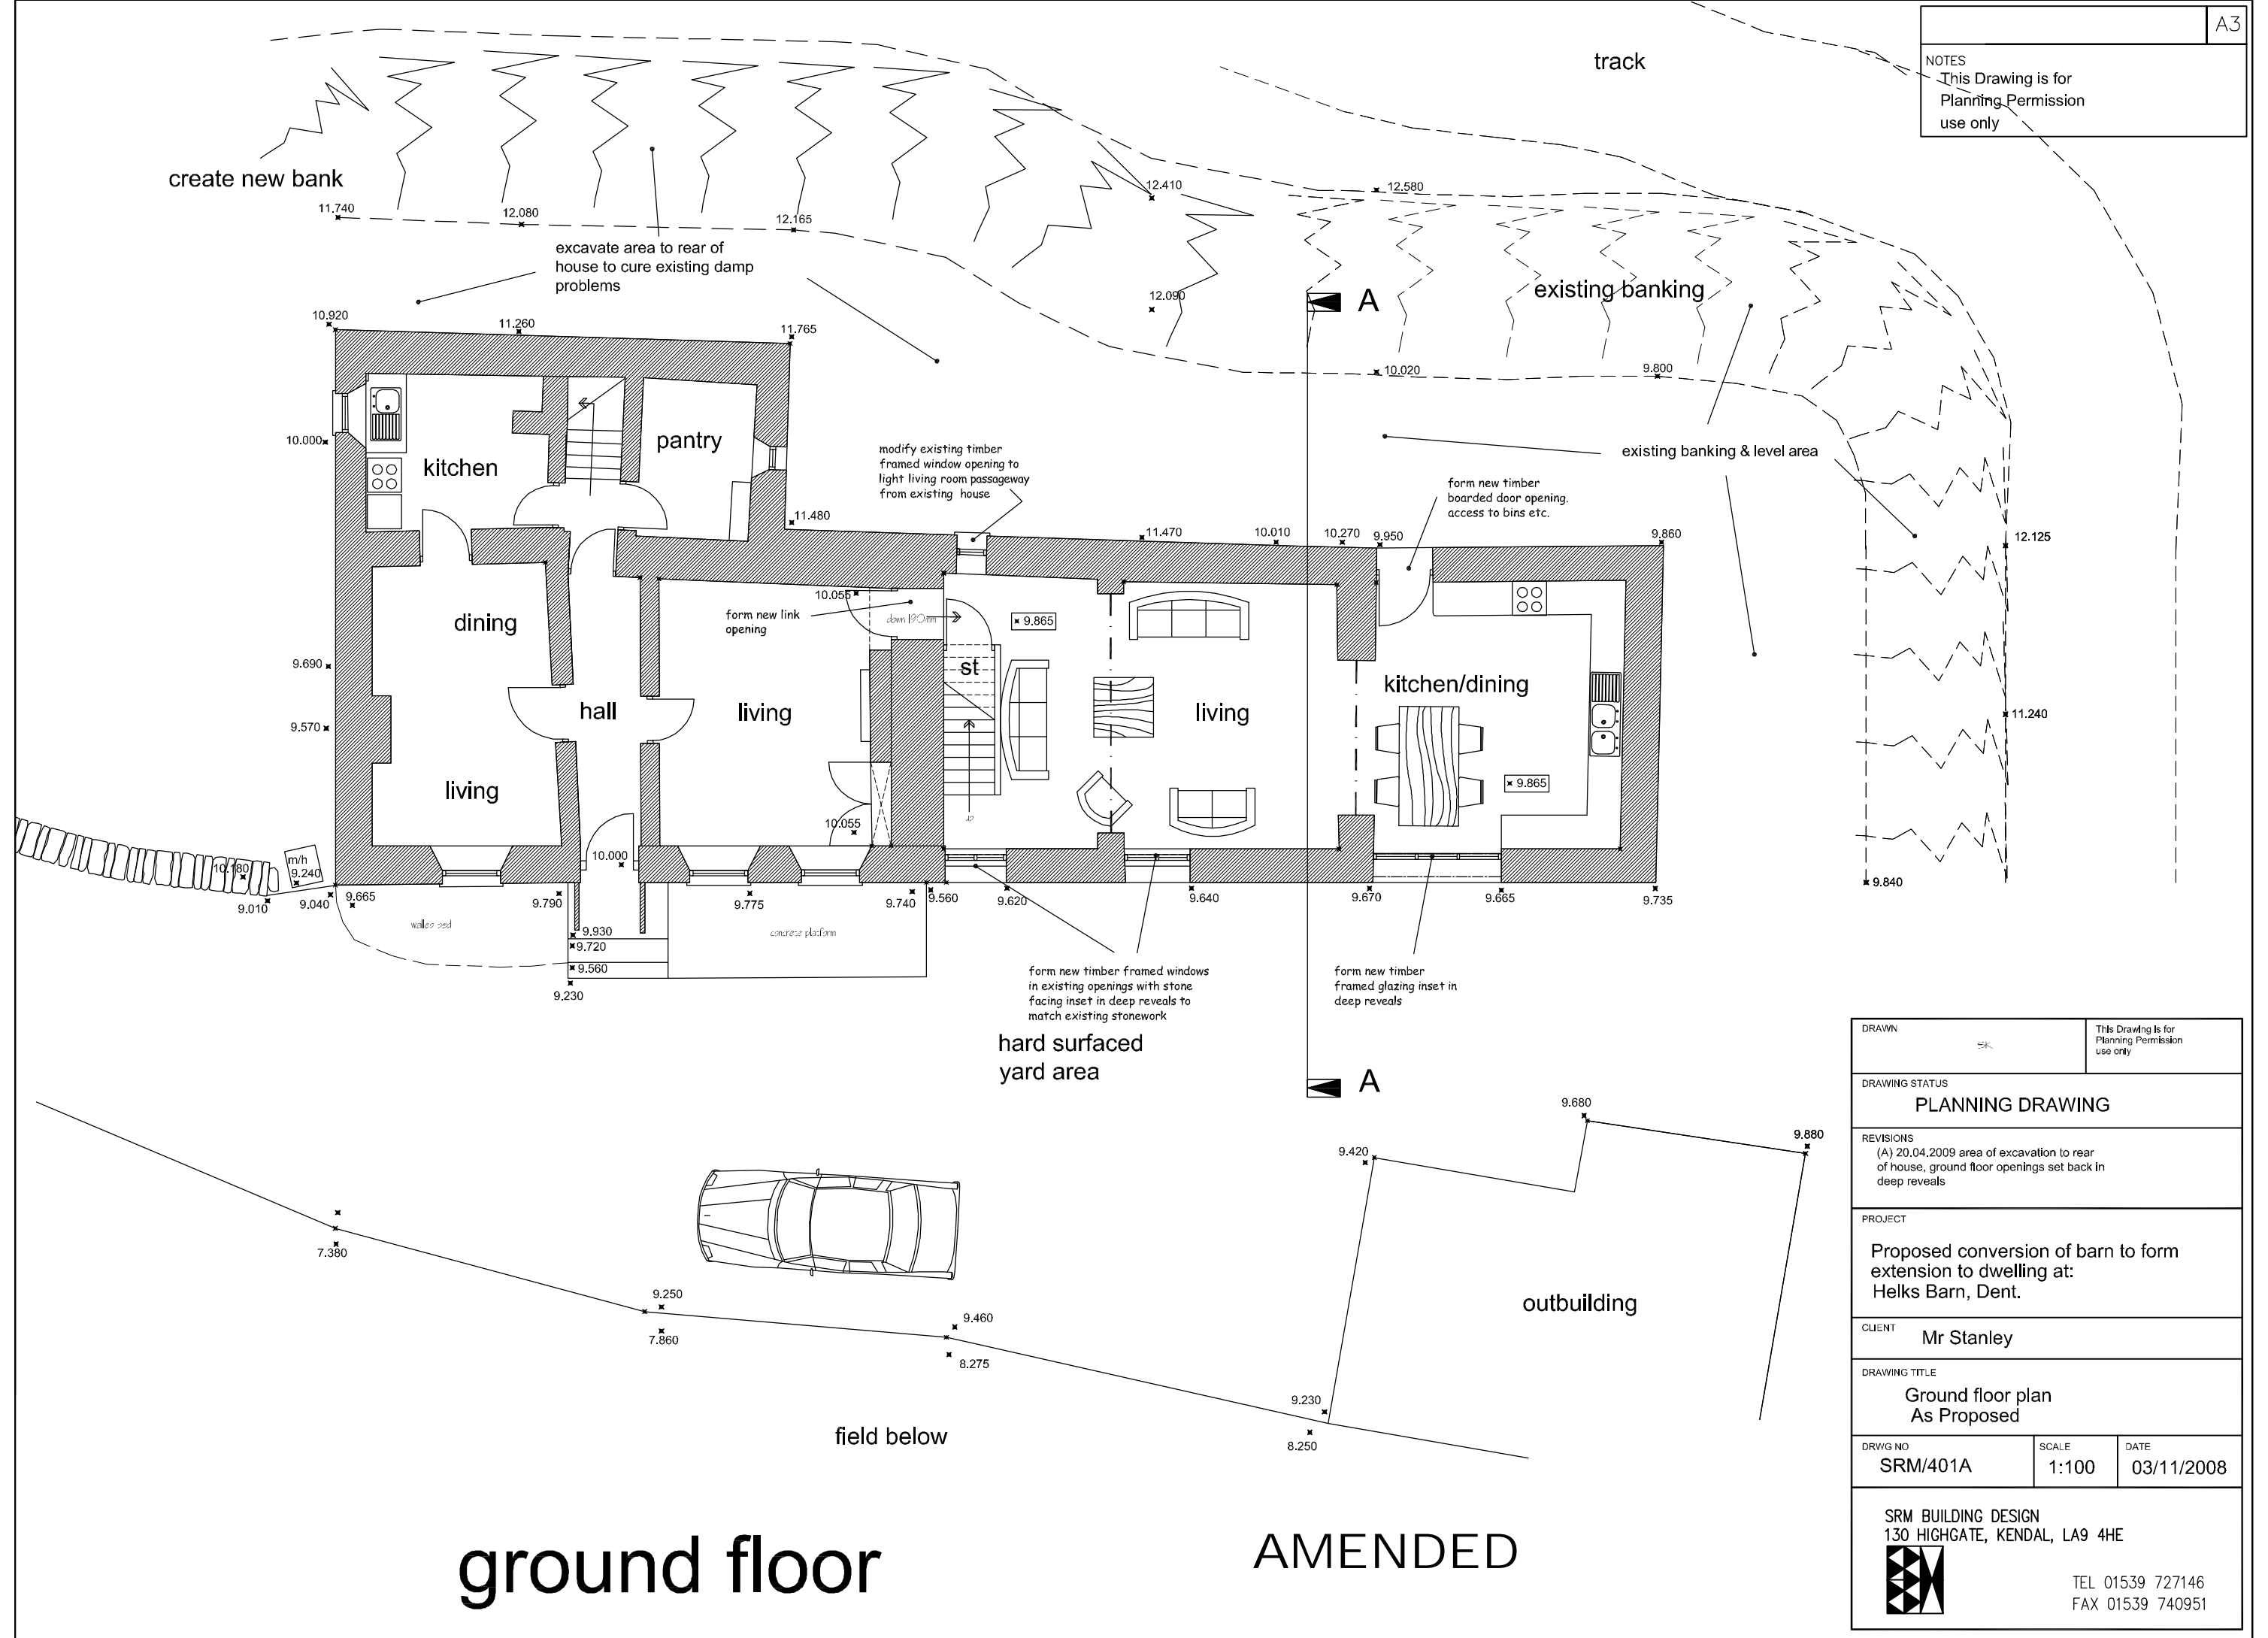 track
A3
NOTES
This Drawing is for
Planning Permission
use only
create new bank
11.740
12.080
12.165
12.410
12.580
excavate area to rear of
house to cure existing damp
problems
12.090
A
existing banking
10.920
11.260
11.765
10.020
9.800
10.000
kitchen
pantry
modify existing timber
framed window opening to
light living room passageway
from existing house
existing banking & level area
form new timber
boarded door opening.
access to bins etc.
11.480
11.470
10.010
10.270
9.950
9.860
12.125
dining
10.055
form new link
opening
down 190mm
9.865
9.690
st
kitchen/dining
9.570
hall
living
living
11.240
living
9.865
10.055
10.180
m/h
9.240
10.000
9.010
9.040
9.665
9.790
9.775
9.740
9.560
9.620
9.640
9.670
9.665
9.735
9.840
walled bed
9.930
concrete platform
9.720
9.560
9.230
form new timber framed windows
in existing openings with stone
facing inset in deep reveals to
match existing stonework
form new timber
framed glazing inset in
deep reveals
hard surfaced
yard area
A
9.680
9.420
9.880
7.380
9.250
7.860
9.460
8.275
outbuilding
9.230
8.250
field below
ground floor
AMENDED
DRAWN
SK
This Drawing is for
Planning Permission
use only
DRAWING STATUS
PLANNING DRAWING
REVISIONS
(A) 20.04.2009 area of excavation to rear
of house, ground floor openings set back in
deep reveals
PROJECT
Proposed conversion of barn to form
extension to dwelling at:
Helks Barn, Dent.
CLIENT
Mr Stanley
DRAWING TITLE
Ground floor plan
As Proposed
DRWG NO
SRM/401A
SCALE
1:100
DATE
03/11/2008
SRM BUILDING DESIGN
130 HIGHGATE, KENDAL, LA9 4HE
TEL 01539 727146
FAX 01539 740951